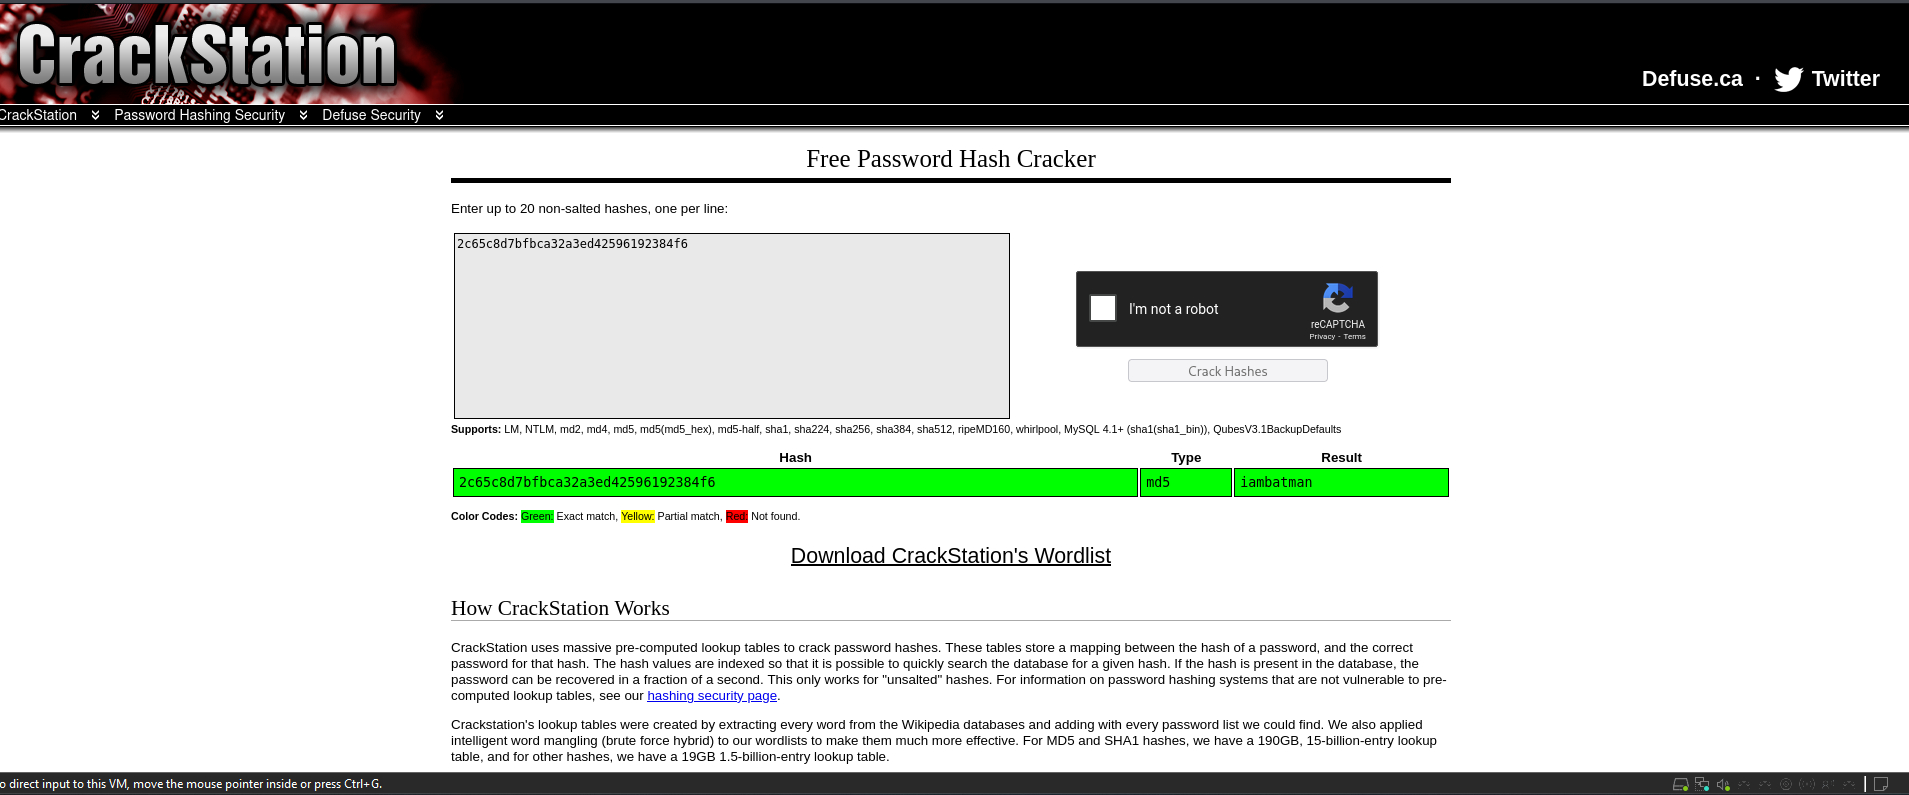 CrackStation
Defuse.ca · Twitter
CrackStation Password Hashing Security Defuse Security
Free Password Hash Cracker
Enter up to 20 non-salted hashes, one per line:
2c65c8d7bfbca32a3ed42596192384f6
I'm not a robot
reCAPTCHA
Privacy - Terms
Crack Hashes
Supports: LM, NTLM, md2, md4, md5, md5(md5_hex), md5-half, sha1, sha224, sha256, sha384, sha512, ripeMD160, whirlpool, MySQL 4.1+ (sha1(sha1_bin)), QubesV3.1BackupDefaults
Hash Type Result
2c65c8d7bfbca32a3ed42596192384f6 md5 iambatman
Color Codes: Green: Exact match, Yellow: Partial match, Red: Not found.
Download CrackStation's Wordlist
How CrackStation Works
CrackStation uses massive pre-computed lookup tables to crack password hashes. These tables store a mapping between the hash of a password, and the correct
password for that hash. The hash values are indexed so that it is possible to quickly search the database for a given hash. If the hash is present in the database, the
password can be recovered in a fraction of a second. This only works for "unsalted" hashes. For information on password hashing systems that are not vulnerable to pre-
computed lookup tables, see our hashing security page.
Crackstation's lookup tables were created by extracting every word from the Wikipedia databases and adding with every password list we could find. We also applied
intelligent word mangling (brute force hybrid) to our wordlists to make them much more effective. For MD5 and SHA1 hashes, we have a 190GB, 15-billion-entry lookup
table, and for other hashes, we have a 19GB 1.5-billion-entry lookup table.
o direct input to this VM, move the mouse pointer inside or press Ctrl+G.